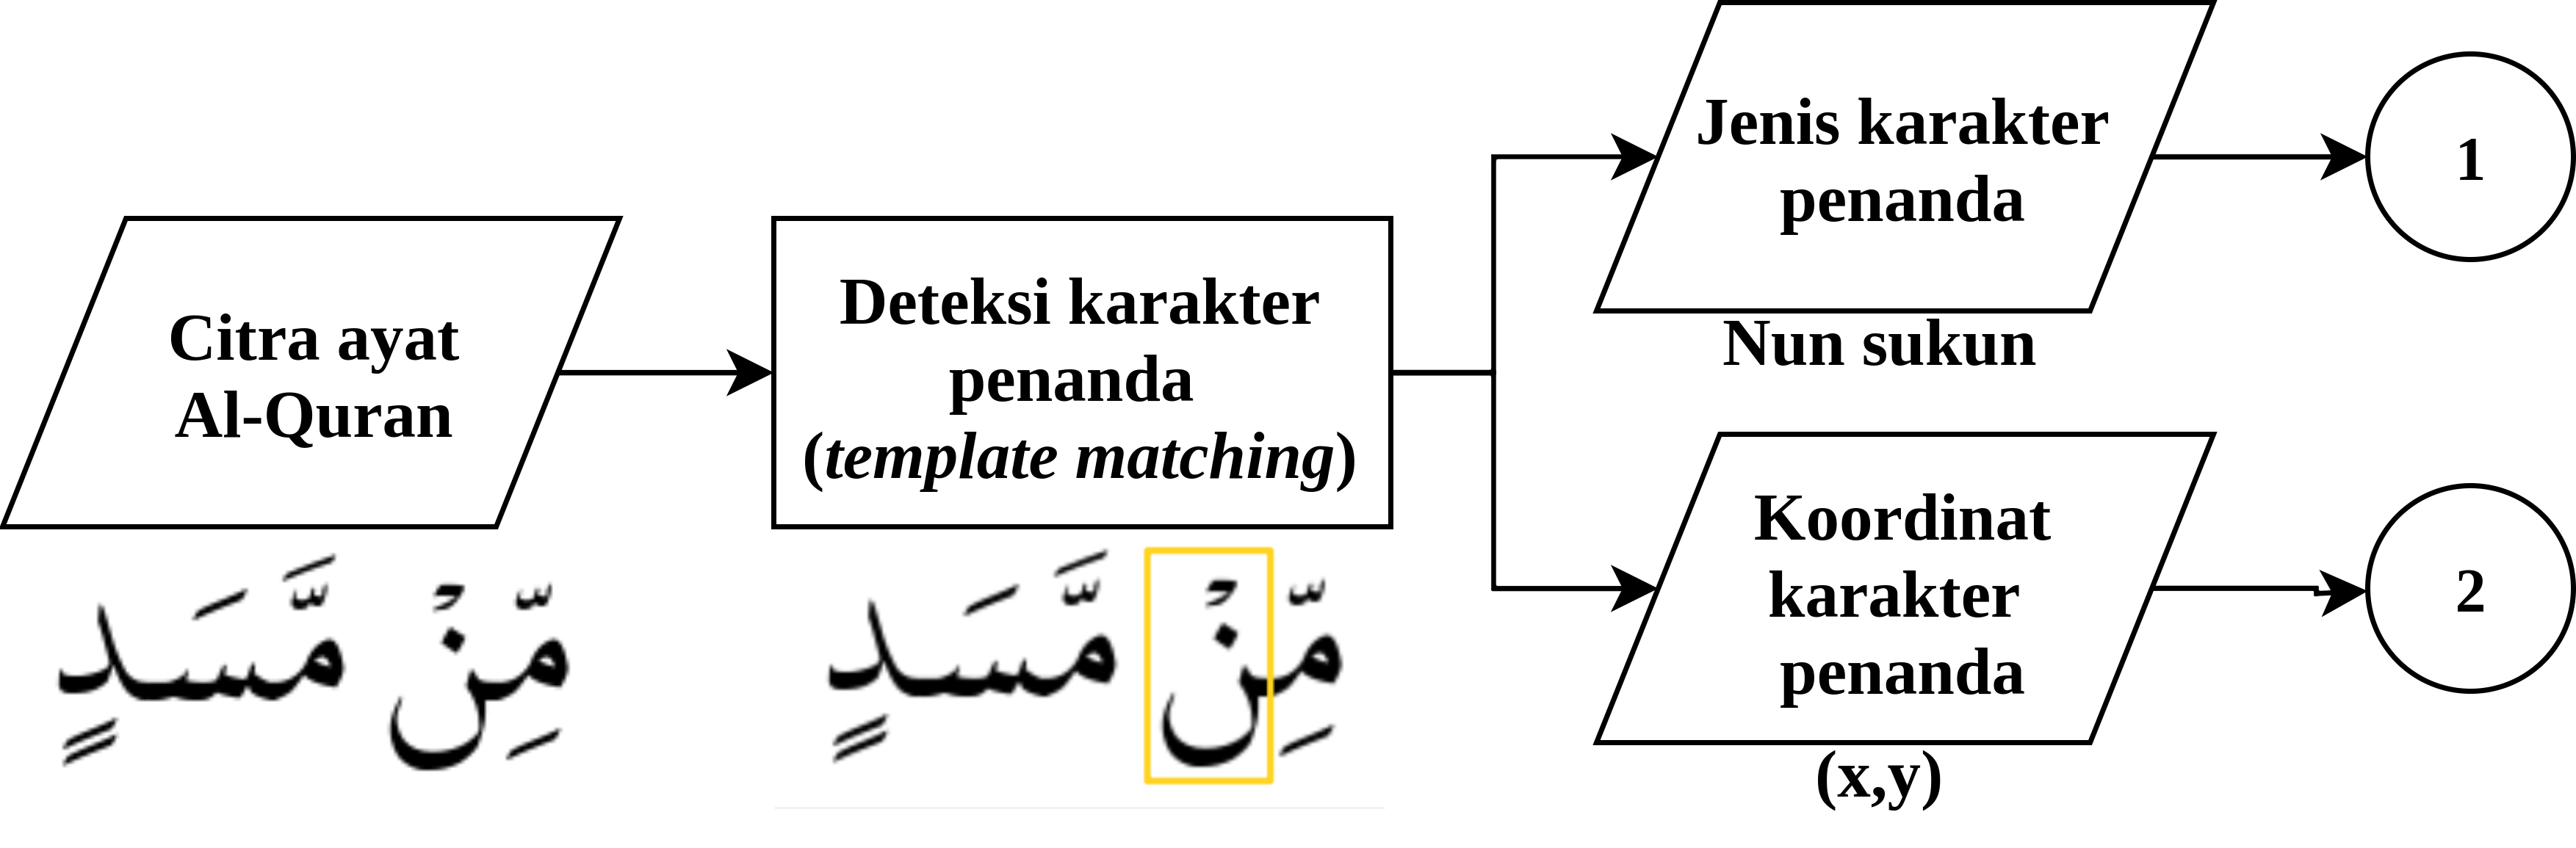 Citra ayat
Al-Quran
مِّنۡ مَّسَدٍ
Deteksi karakter
penanda
(template matching)
مِّنۡ مَّسَدٍ
Jenis karakter
penanda
Nun sukun
1
Koordinat
karakter
penanda
(x,y)
2